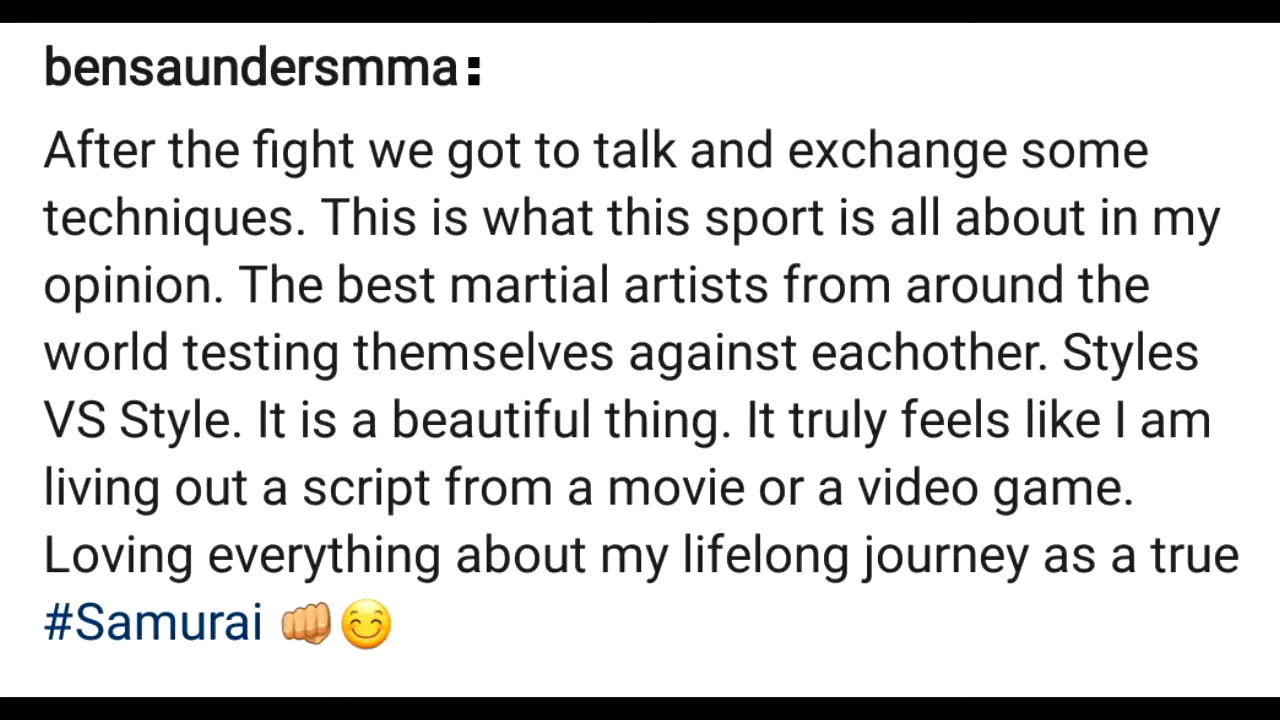 bensaundersmma:
After the fight we got to talk and exchange some
techniques. This is what this sport is all about in my
opinion. The best martial artists from around the
world testing themselves against eachother. Styles
VS Style. It is a beautiful thing. It truly feels like I am
living out a script from a movie or a video game.
Loving everything about my lifelong journey as a true
#Samurai 👊😊